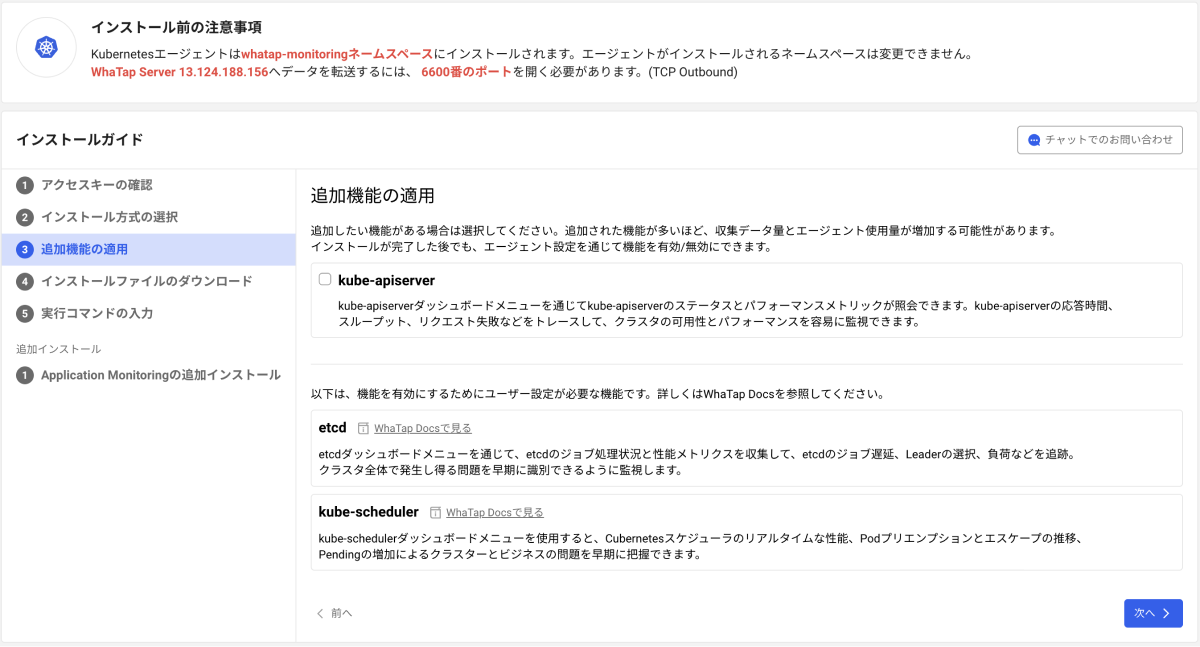 インストール前の注意事項
Kubernetesエージェントはwhatap-monitoringネームスペースにインストールされます。エージェントがインストールされるネームスペースは変更できません。
WhaTap Server 13.124.188.156へデータを転送するには、 6600番のポートを開く必要があります。(TCP Outbound)
インストールガイド
チャットでのお問い合わせ
1 アクセスキーの確認
2 インストール方式の選択
3 追加機能の適用
4 インストールファイルのダウンロード
5 実行コマンドの入力
追加インストール
1 Application Monitoringの追加インストール
追加機能の適用
追加したい機能がある場合は選択してください。追加された機能が多いほど、収集データ量とエージェント使用量が増加する可能性があります。
インストールが完了した後でも、エージェント設定を通じて機能を有効/無効にできます。
kube-apiserver
kube-apiserverダッシュボードメニューを通じてkube-apiserverのステータスとパフォーマンスメトリックが照会できます。kube-apiserverの応答時間、
スループット、リクエスト失敗などをトレースして、クラスタの可用性とパフォーマンスを容易に監視できます。
以下は、機能を有効にするためにユーザー設定が必要な機能です。詳しくはWhaTap Docsを参照してください。
etcd WhaTap Docsで見る
etcdダッシュボードメニューを通じて、etcdのジョブ処理状況と性能メトリクスを収集して、etcdのジョブ遅延、Leaderの選択、負荷などを追跡。
クラスタ全体で発生し得る問題を早期に識別できるように監視します。
kube-scheduler WhaTap Docsで見る
kube-schedulerダッシュボードメニューを使用すると、Cubernetesスケジューラのリアルタイムな性能、Podプリエンプションとエスケープの推移、
Pendingの増加によるクラスターとビジネスの問題を早期に把握できます。
前へ
次へ